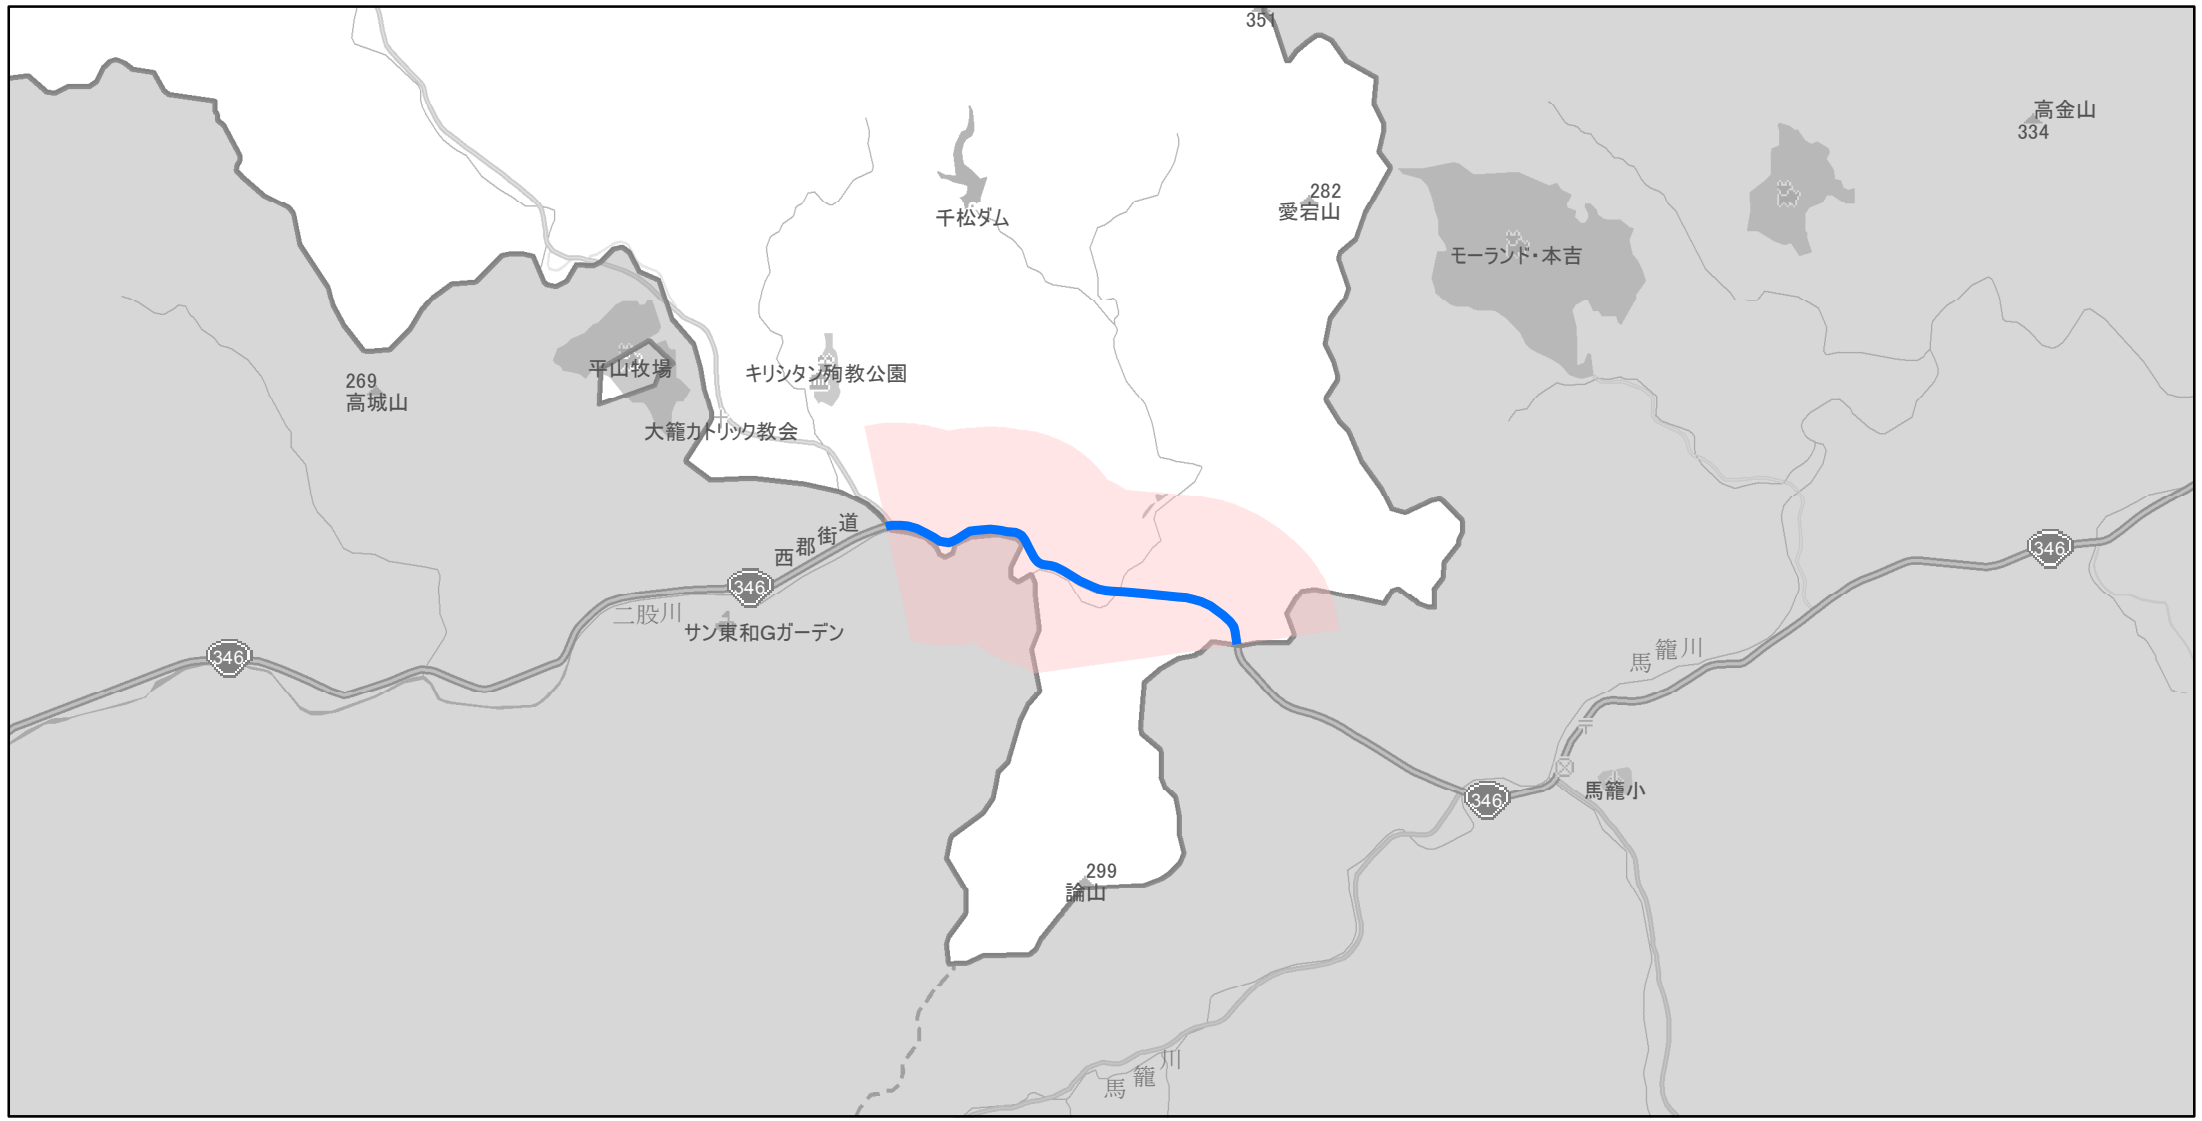 351
高金山
334
282
愛宕山
千松ダム
モーランド・本吉
平山牧場
キリシタン殉教公園
269
高城山
大籠カトリック教会
西郡街道
346
346
二股川
サン東和Gガーデン
346
馬籠川
346
馬籠小
299
論山
馬籠川